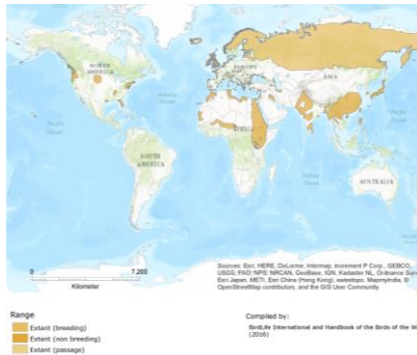 NORTH
AMERICA
EUROPE
ASIA
Atlantic
Ocean
Pacific
Ocean
Pacific
Ocean
AFRICA
SOUTH
AMERICA
Indian
Ocean
AUSTRALIA
0 7,200
Kilometer
Sources: Esri, HERE, DeLorme, Intermap, increment P Corp., GEBCO,
USGS, FAO, NPS, NRCAN, GeoBase, IGN, Kadaster NL, Ordnance Sur
Esri Japan, METI, Esri China (Hong Kong), swisstopo, MapmyIndia, ©
OpenStreetMap contributors, and the GIS User Community
Range
Extant (breeding)
Extant (non breeding)
Extant (passage)
Compiled by:
BirdLife International and Handbook of the Birds of the W
(2016)